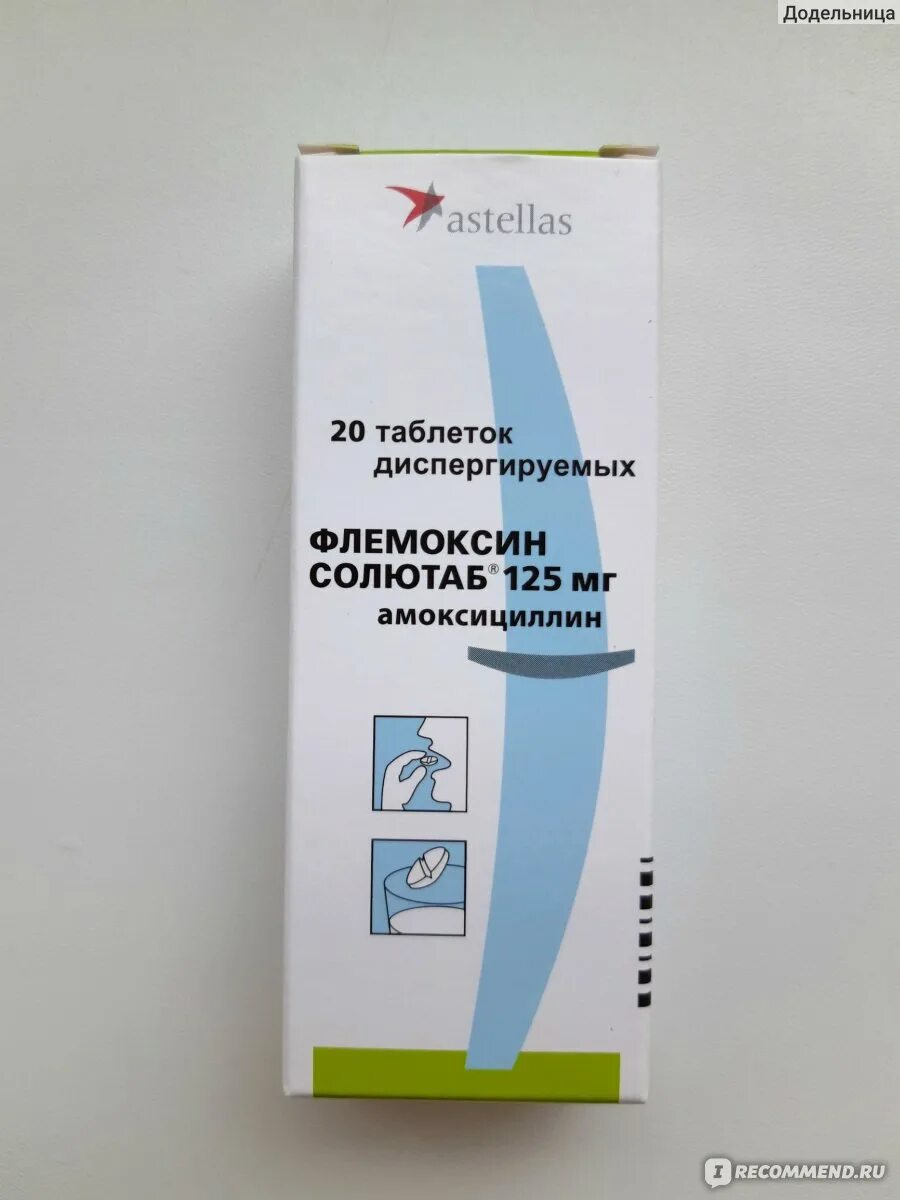 Додельница
astellas
20 таблеток
диспергируемых
ФЛЕМОКСИН
СОЛЮТАБ® 125 мг
амоксициллин
I RECOMMEND.RU